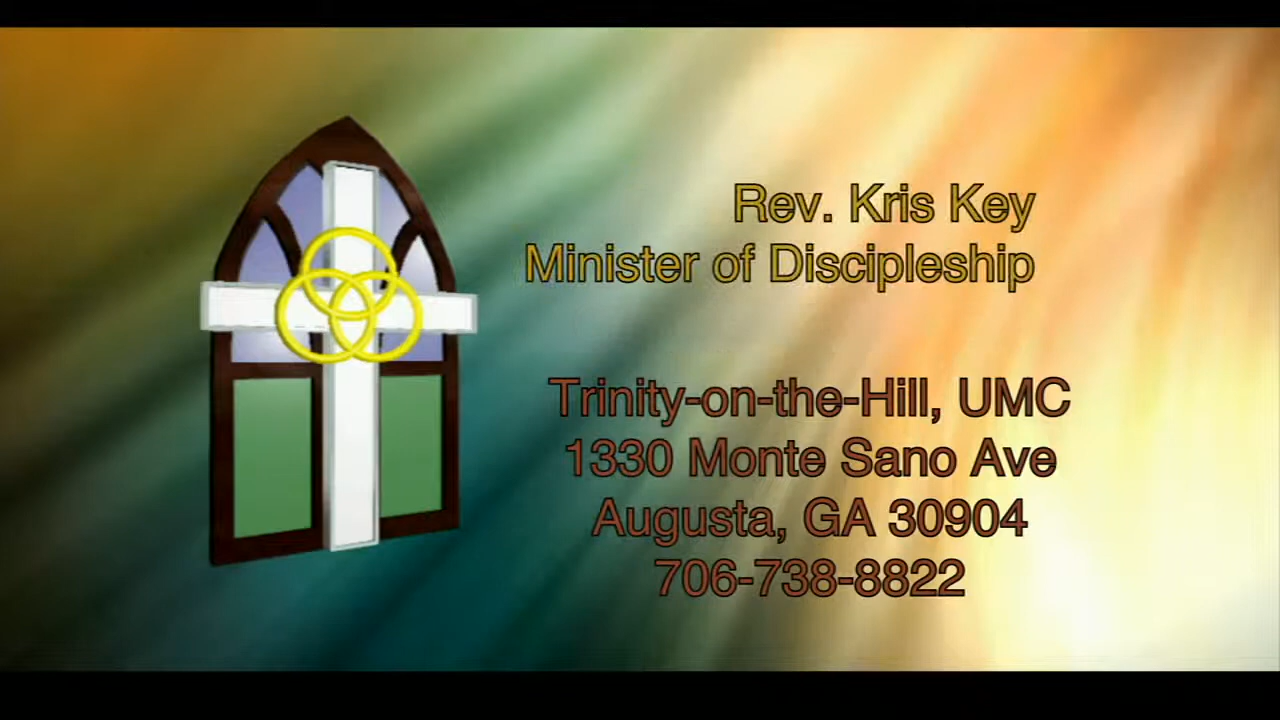 Rev. Kris Key
Minister of Discipleship
Trinity-on-the-Hill, UMC
1330 Monte Sano Ave
Augusta, GA 30904
706-738-8822